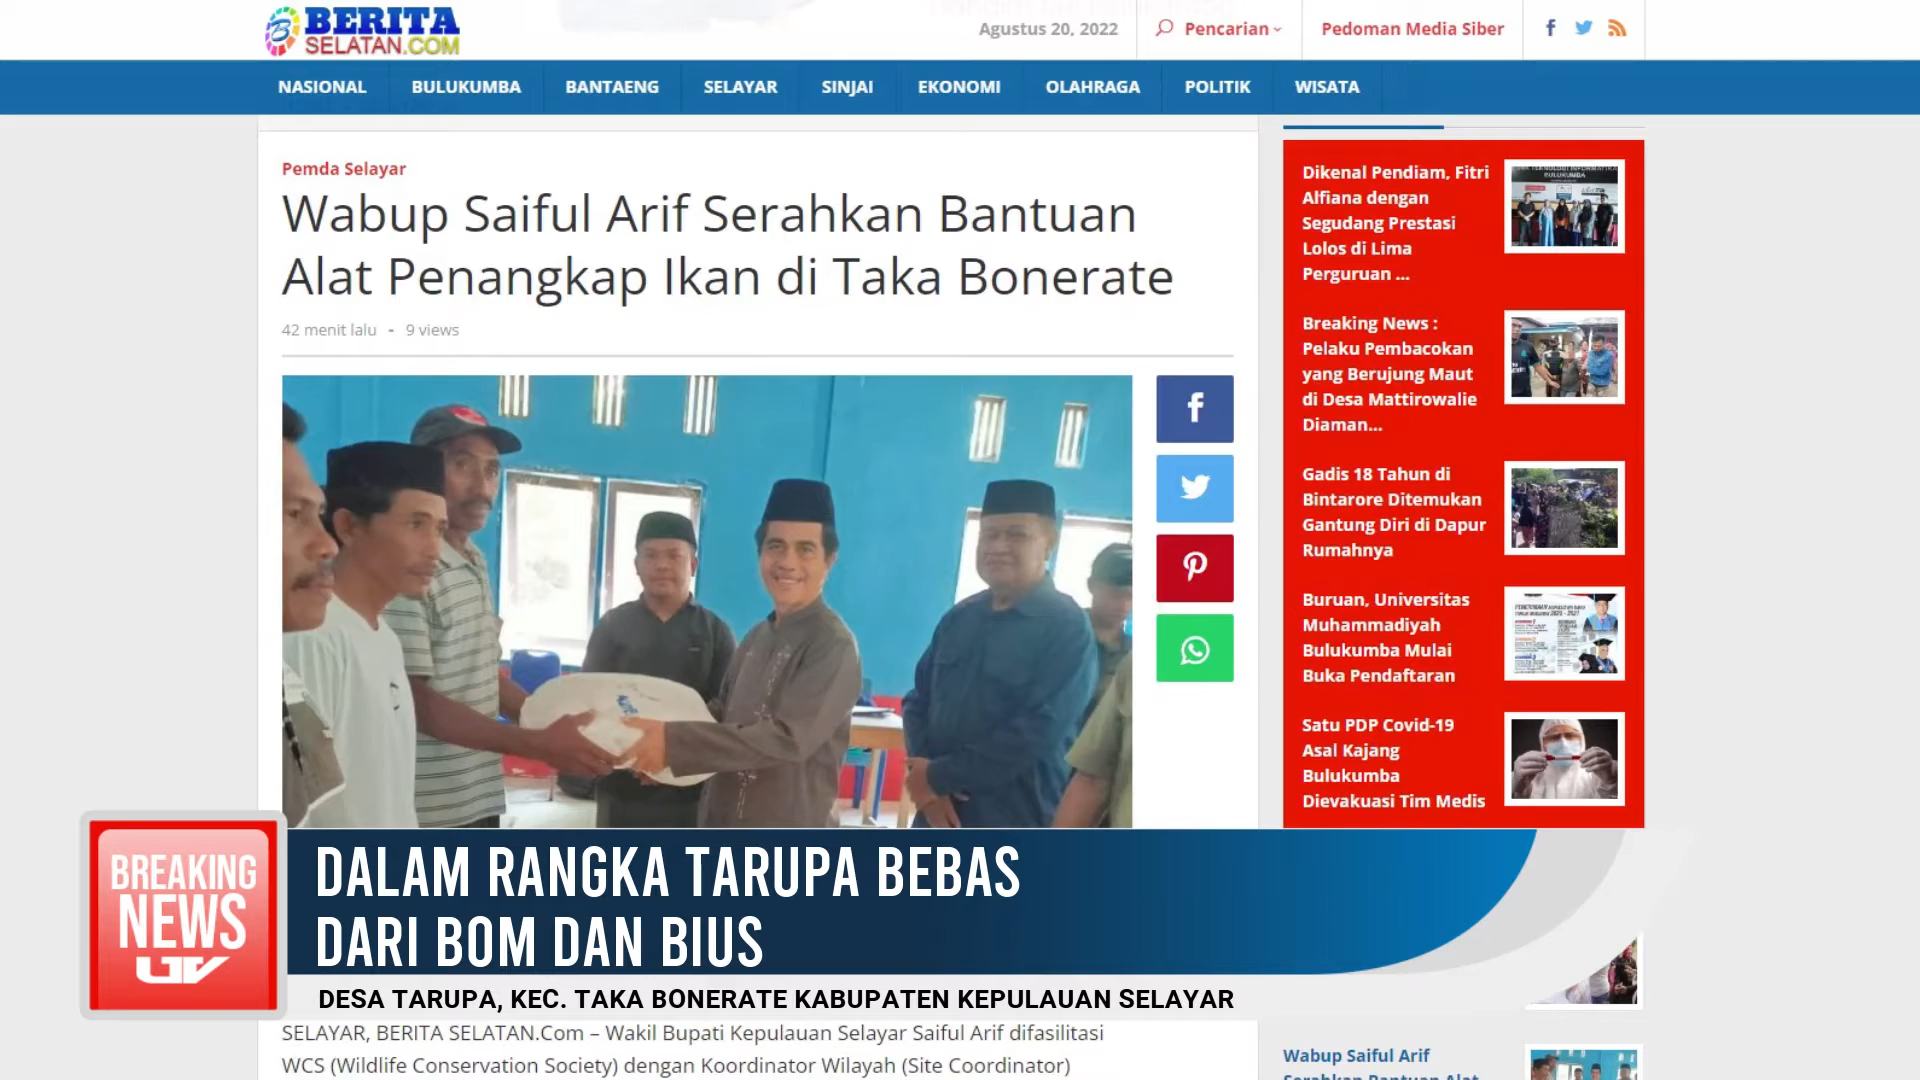 BERITA
SELATAN.COM
Agustus 20, 2022
Pencarian
Pedoman Media Siber
NASIONAL
BULUKUMBA
BANTAENG
SELAYAR
SINJAI
EKONOMI
OLAHRAGA
POLITIK
WISATA
Pemda Selayar
Wabup Saiful Arif Serahkan Bantuan
Alat Penangkap Ikan di Taka Bonerate
42 menit lalu - 9 views
Dikenal Pendiam, Fitri
Alfiana dengan
Segudang Prestasi
Lolos di Lima
Perguruan ...
Breaking News :
Pelaku Pembacokan
yang Berujung Maut
di Desa Mattirowalie
Diaman...
Gadis 18 Tahun di
Bintarore Ditemukan
Gantung Diri di Dapur
Rumahnya
Buruan, Universitas
Muhammadiyah
Bulukumba Mulai
Buka Pendaftaran
Satu PDP Covid-19
Asal Kajang
Bulukumba
Dievakuasi Tim Medis
BREAKING
NEWS
DALAM RANGKA TARUPA BEBAS
DARI BOM DAN BIUS
DESA TARUPA, KEC. TAKA BONERATE KABUPATEN KEPULAUAN SELAYAR
SELAYAR, BERITA SELATAN.Com – Wakil Bupati Kepulauan Selayar Saiful Arif difasilitasi
WCS (Wildlife Conservation Society) dengan Koordinator Wilayah (Site Coordinator)
Wabup Saiful Arif
Serahkan Bantuan Alat